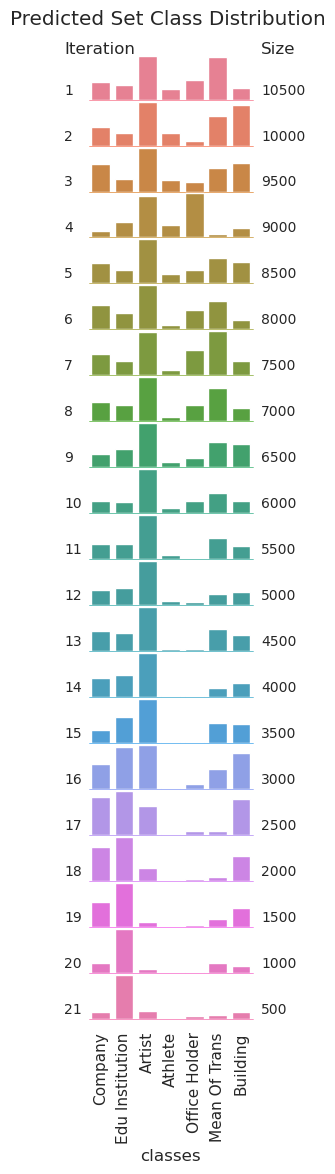 Predicted Set Class Distribution
Iteration Size
1 10500
2 10000
3 9500
4 9000
5 8500
6 8000
7 7500
8 7000
9 6500
10 6000
11 5500
12 5000
13 4500
14 4000
15 3500
16 3000
17 2500
18 2000
19 1500
20 1000
21 500
Company
Edu Institution
Artist
Athlete
Office Holder
Mean Of Trans
Building
classes